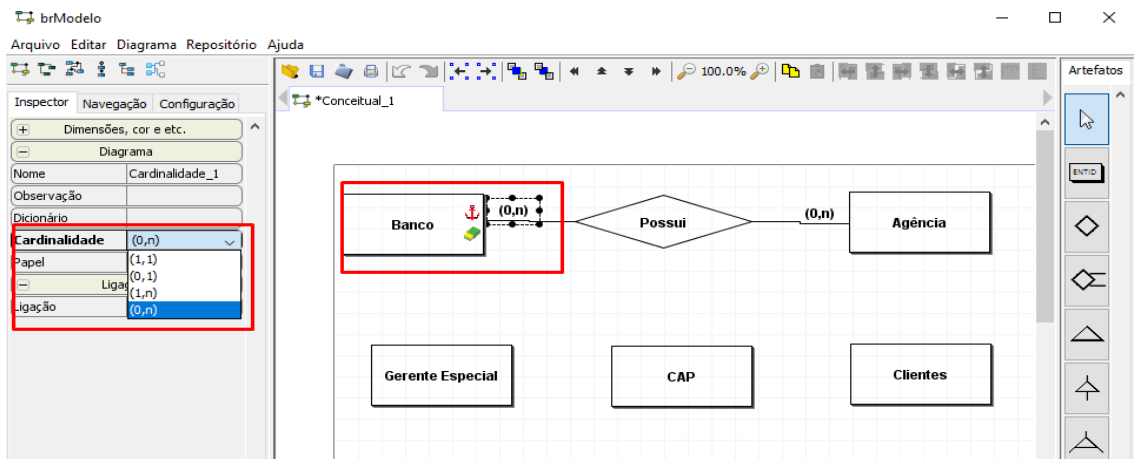 brModelo
Arquivo Editar Diagrama Repositório Ajuda
100.0%
Artefatos
Inspector Navegação Configuração
*Conceitual_1
Dimensões, cor e etc.
Diagrama
Nome Cardinalidade_1
Observação
Dicionário
Cardinalidade (0,n)
(1,1)
Papel
(0,1)
Liga
(1,n)
Ligação
(0,n)
ENTID
Banco (0,n) Possui (0,n) Agência
Gerente Especial CAP Clientes